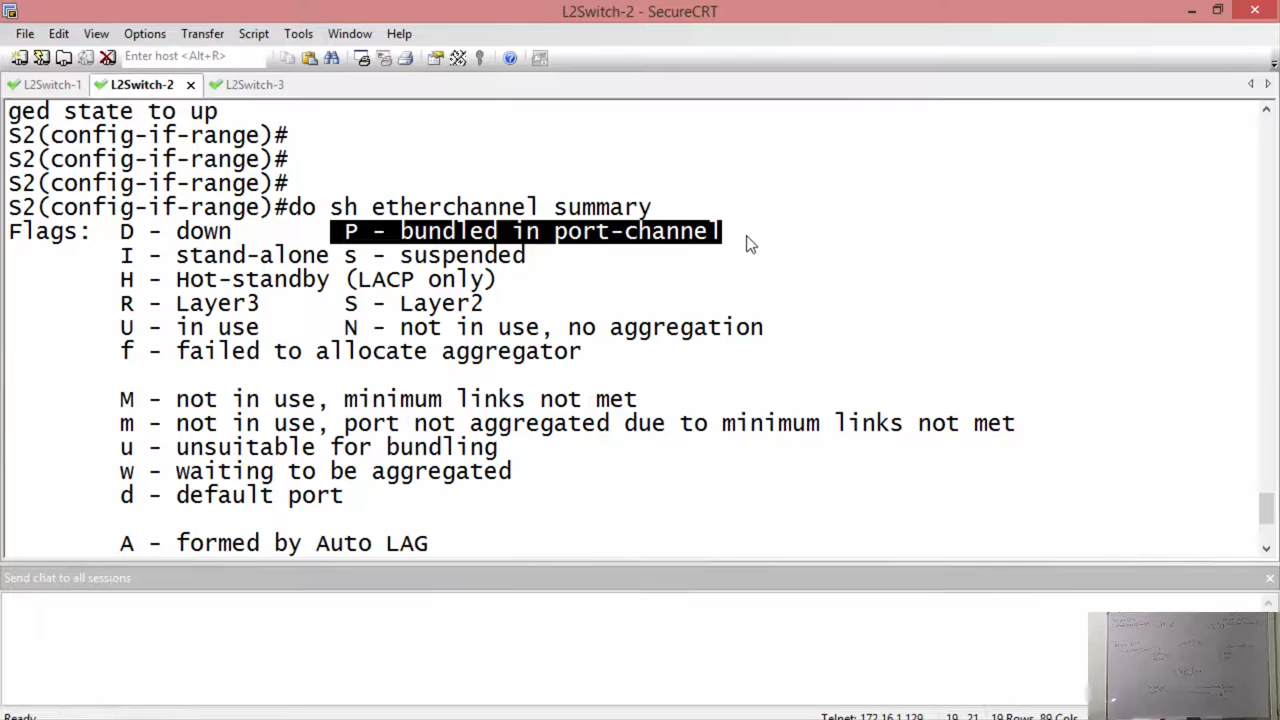 L2Switch-2 - SecureCRT
File Edit View Options Transfer Script Tools Window Help
Enter host <Alt+R>
L2Switch-1 L2Switch-2 L2Switch-3
ged state to up
S2(config-if-range)#
S2(config-if-range)#
S2(config-if-range)#
S2(config-if-range)#do sh etherchannel summary
Flags:  D - down        P - bundled in port-channel
I - stand-alone s - suspended
H - Hot-standby (LACP only)
R - Layer3      S - Layer2
U - in use      N - not in use, no aggregation
f - failed to allocate aggregator
M - not in use, minimum links not met
m - not in use, port not aggregated due to minimum links not met
u - unsuitable for bundling
w - waiting to be aggregated
d - default port
A - formed by Auto LAG
Send chat to all sessions
Ready Telnet: 172.16.1.129 19, 21 19 Rows, 89 Cols